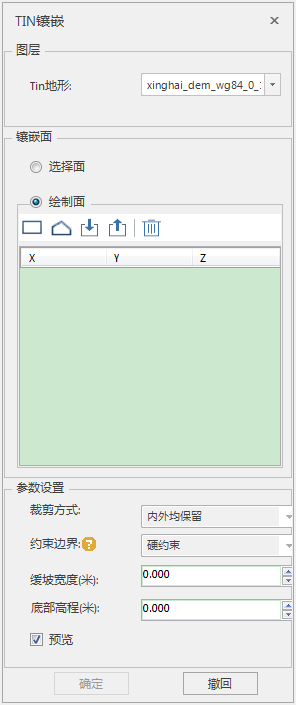 TIN镶嵌
图层
Tin地形: xinghai_dem_wg84_0_
镶嵌面
选择面
绘制面
X Y Z
参数设置
裁剪方式: 内外均保留
约束边界: ? 硬约束
缓坡宽度(米): 0.000
底部高程(米): 0.000
预览
确定 撤回